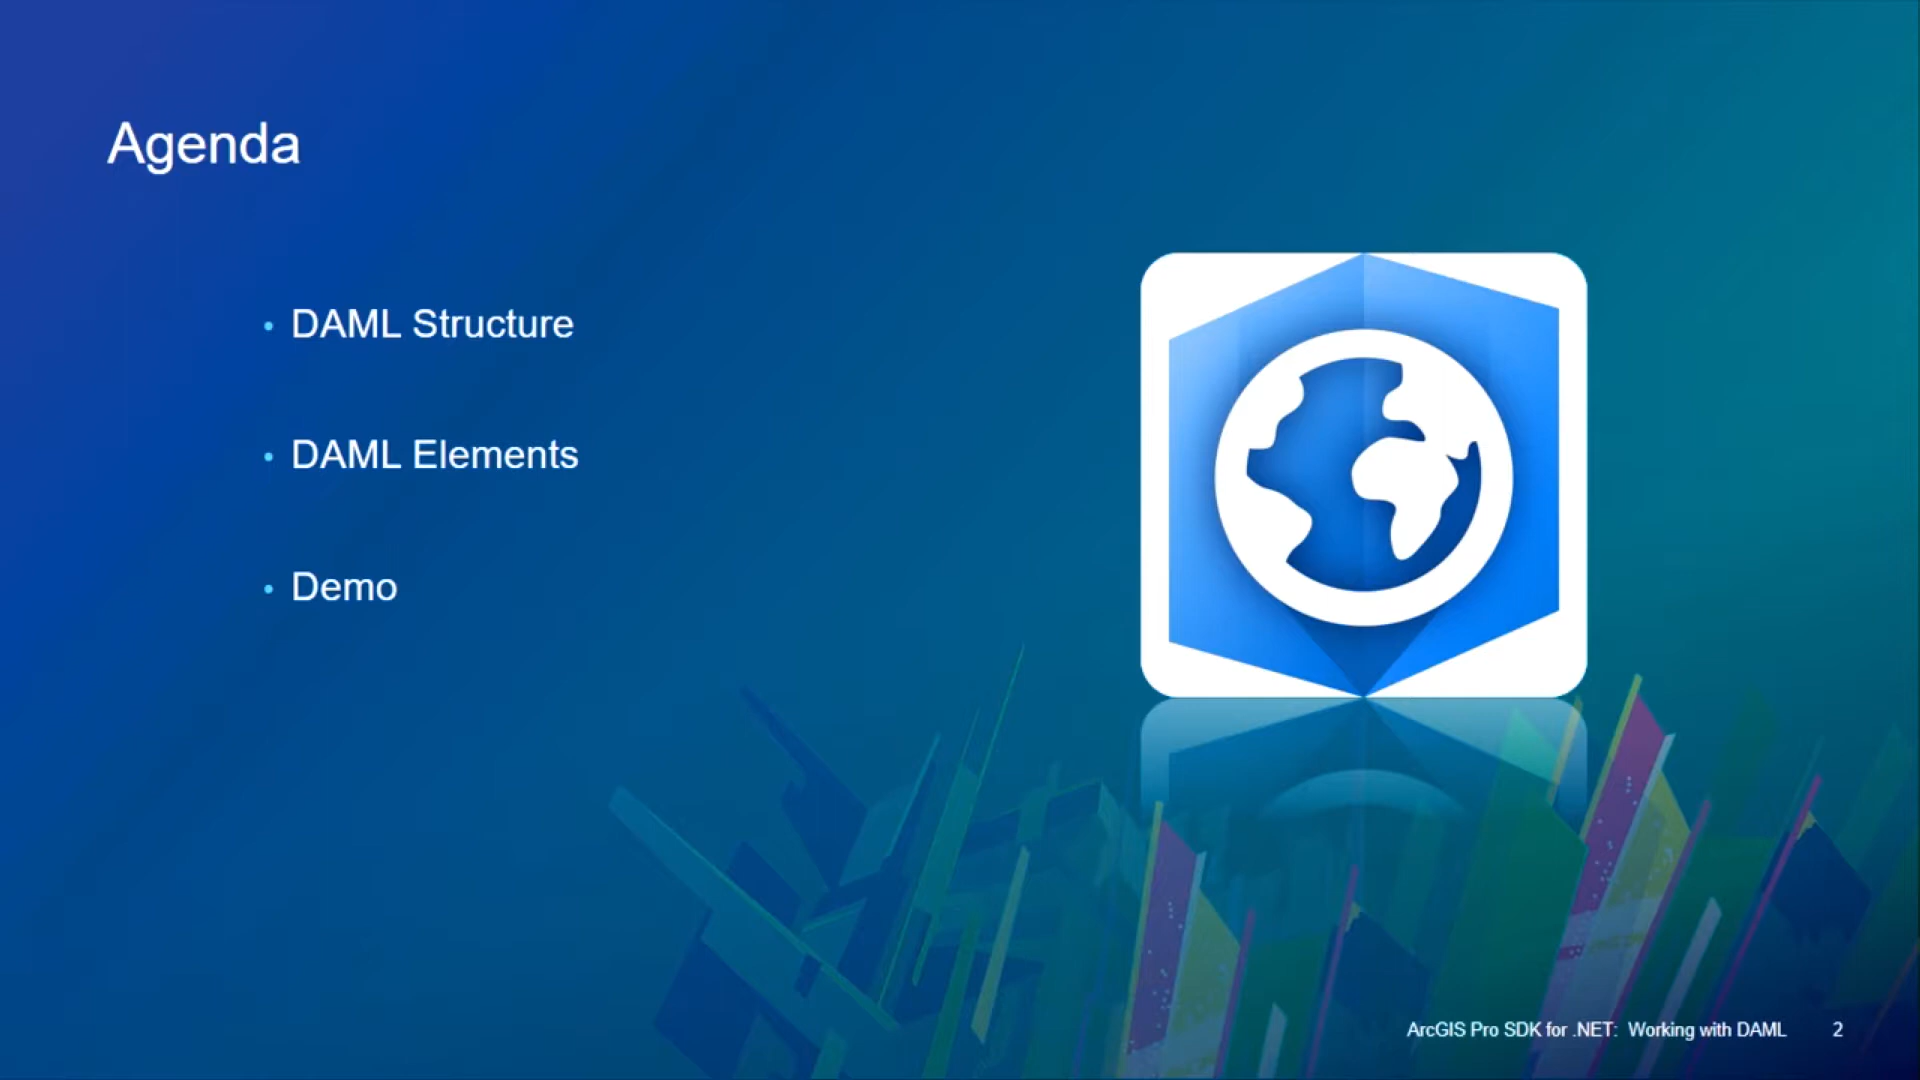 Agenda
• DAML Structure
• DAML Elements
• Demo
ArcGIS Pro SDK for .NET: Working with DAML 2